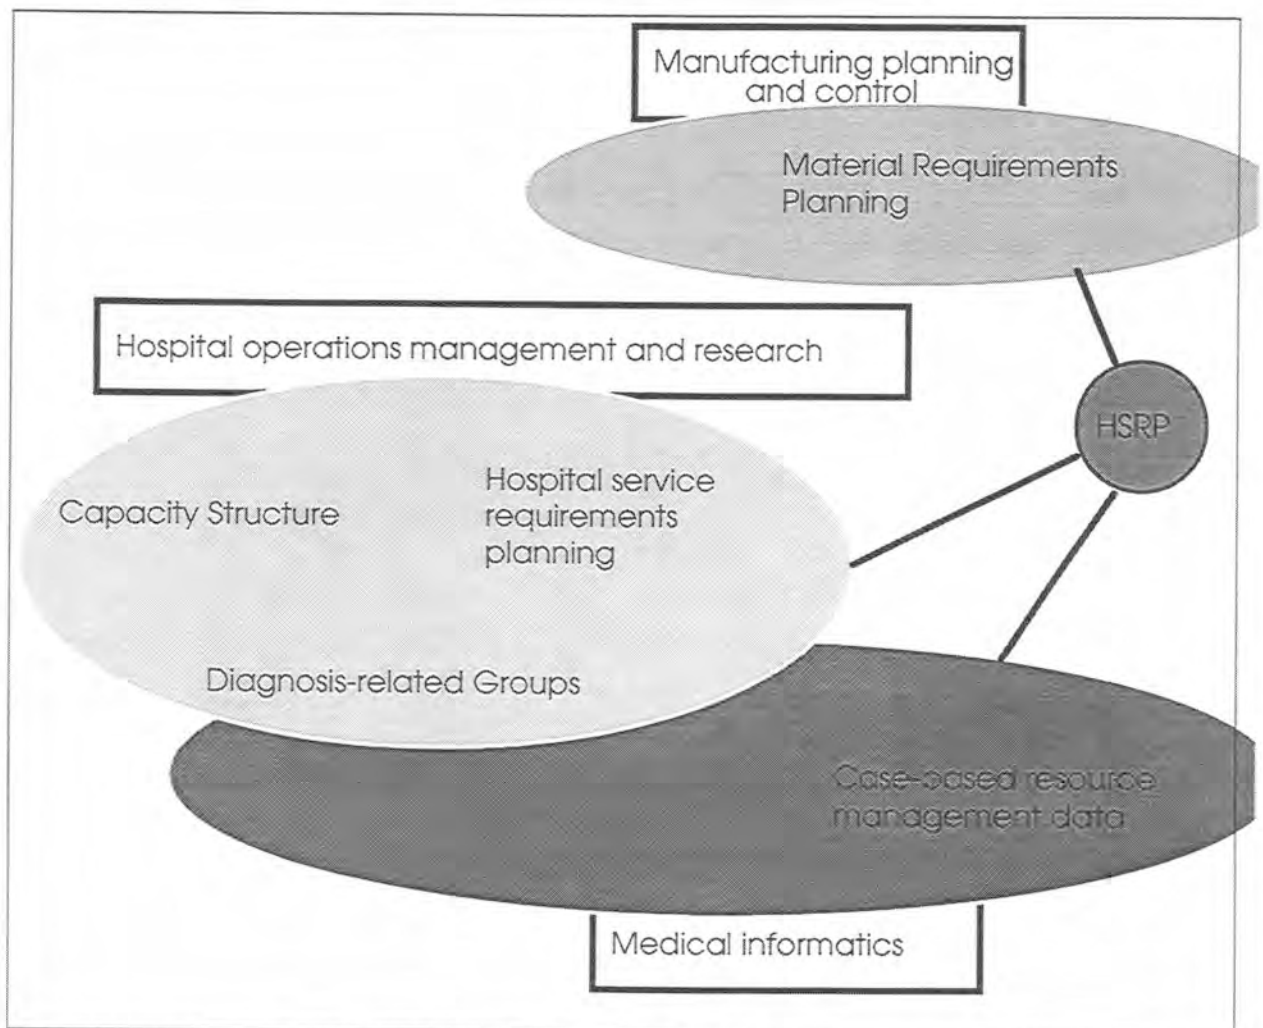 Manufacturing planning
and control
Material Requirements
Planning
Hospital operations management and research
HSRP
Capacity Structure
Hospital service
requirements
planning
Diagnosis-related Groups
Case-based resource
management data
Medical informatics